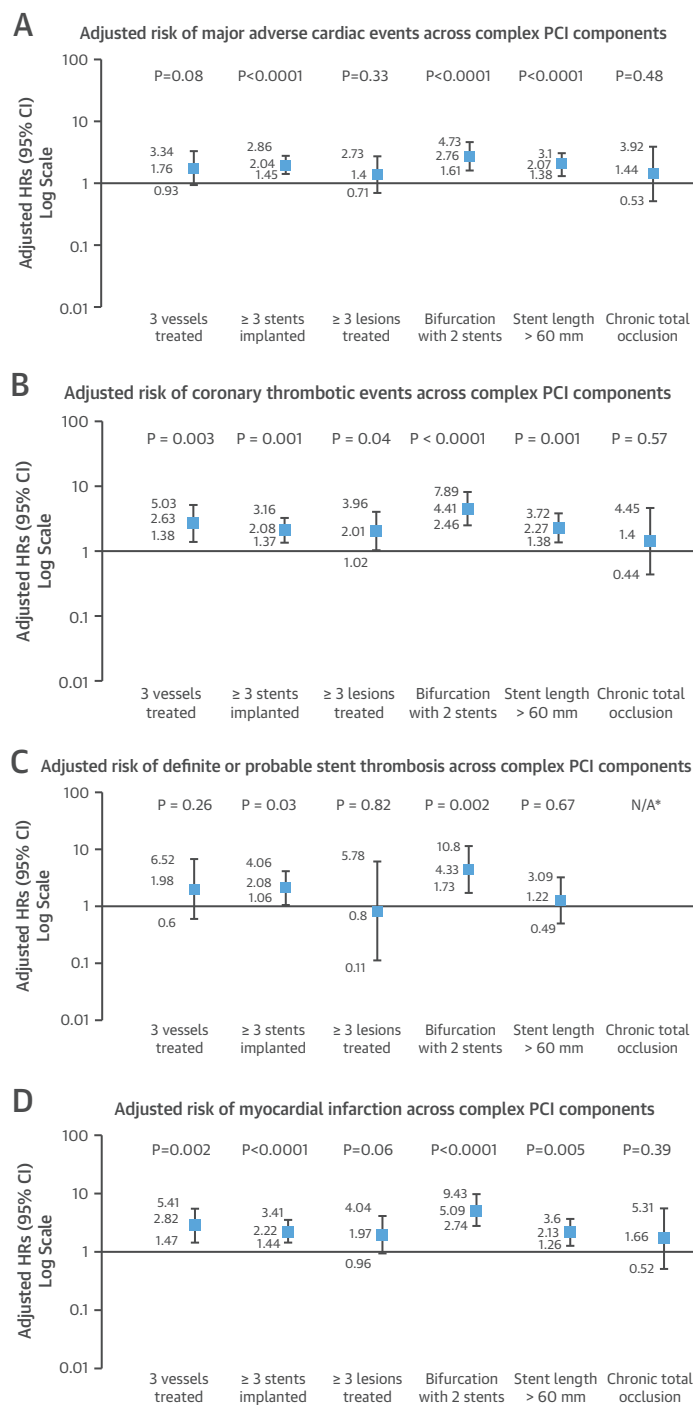 A
Adjusted risk of major adverse cardiac events across complex PCI components
Adjusted HRs (95% CI)
Log Scale
100
10
1
0.1
0.01
P=0.08 P<0.0001 P=0.33 P<0.0001 P<0.0001 P=0.48
3.34 2.86 2.73 4.73 3.1 3.92
1.76 2.04 1.4 2.76 2.07 1.44
0.93 1.45 0.71 1.61 1.38 0.53
3 vessels ≥ 3 stents ≥ 3 lesions Bifurcation Stent length Chronic total
treated implanted treated with 2 stents > 60 mm occlusion
B
Adjusted risk of coronary thrombotic events across complex PCI components
Adjusted HRs (95% CI)
Log Scale
100
10
1
0.1
0.01
P = 0.003 P = 0.001 P = 0.04 P < 0.0001 P = 0.001 P = 0.57
5.03 3.16 3.96 7.89 3.72 4.45
2.63 2.08 2.01 4.41 2.27 1.4
1.38 1.37 1.02 2.46 1.38 0.44
3 vessels ≥ 3 stents ≥ 3 lesions Bifurcation Stent length Chronic total
treated implanted treated with 2 stents > 60 mm occlusion
C
Adjusted risk of definite or probable stent thrombosis across complex PCI components
Adjusted HRs (95% CI)
Log Scale
100
10
1
0.1
0.01
P = 0.26 P = 0.03 P = 0.82 P = 0.002 P = 0.67 N/A*
6.52 4.06 5.78 10.8 3.09
1.98 2.08 0.8 4.33 1.22
0.6 1.06 0.11 1.73 0.49
3 vessels ≥ 3 stents ≥ 3 lesions Bifurcation Stent length Chronic total
treated implanted treated with 2 stents > 60 mm occlusion
D
Adjusted risk of myocardial infarction across complex PCI components
Adjusted HRs (95% CI)
Log Scale
100
10
1
0.1
0.01
P=0.002 P<0.0001 P=0.06 P<0.0001 P=0.005 P=0.39
5.41 3.41 4.04 9.43 3.6 5.31
2.82 2.22 1.97 5.09 2.13 1.66
1.47 1.44 0.96 2.74 1.26 0.52
3 vessels ≥ 3 stents ≥ 3 lesions Bifurcation Stent length Chronic total
treated implanted treated with 2 stents > 60 mm occlusion